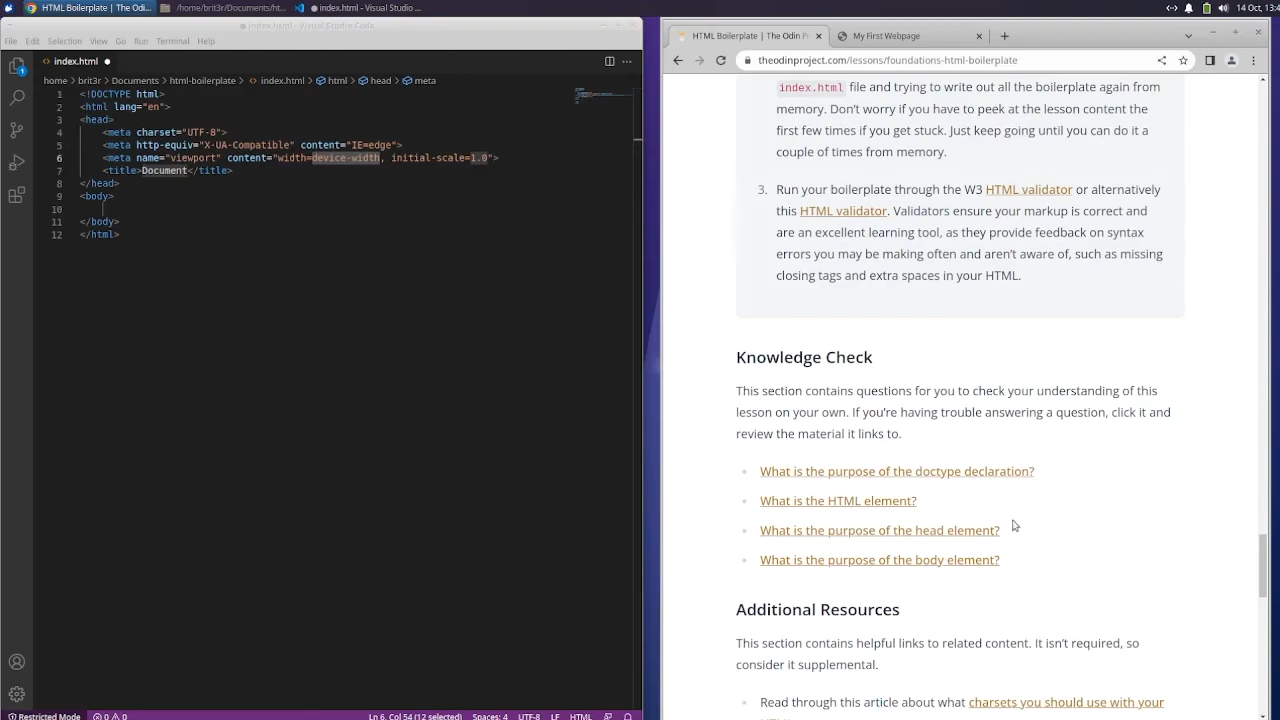 HTML Boilerplate | The Odi...
/home/brit3r/Documents/ht...
index.html - Visual Studio ...
14 Oct, 13:4
index.html - Visual Studio Code
File Edit Selection View Go Run Terminal Help
index.html
home > brit3r > Documents > html-boilerplate > index.html > html > head > meta
1 <!DOCTYPE html>
2 <html lang="en">
3 <head>
4 <meta charset="UTF-8">
5 <meta http-equiv="X-UA-Compatible" content="IE=edge">
6 <meta name="viewport" content="width=device-width, initial-scale=1.0">
7 <title>Document</title>
8 </head>
9 <body>
10
11 </body>
12 </html>
1
Restricted Mode 0 0 Ln 6, Col 54 (12 selected) Spaces: 4 UTF-8 LF HTML
HTML Boilerplate | The Odin P
My First Webpage
theodinproject.com/lessons/foundations-html-boilerplate
index.html file and trying to write out all the boilerplate again from
memory. Don’t worry if you have to peek at the lesson content the
first few times if you get stuck. Just keep going until you can do it a
couple of times from memory.
3. Run your boilerplate through the W3 HTML validator or alternatively
this HTML validator. Validators ensure your markup is correct and
are an excellent learning tool, as they provide feedback on syntax
errors you may be making often and aren’t aware of, such as missing
closing tags and extra spaces in your HTML.
Knowledge Check
This section contains questions for you to check your understanding of this
lesson on your own. If you’re having trouble answering a question, click it and
review the material it links to.
What is the purpose of the doctype declaration?
What is the HTML element?
What is the purpose of the head element?
What is the purpose of the body element?
Additional Resources
This section contains helpful links to related content. It isn’t required, so
consider it supplemental.
Read through this article about what charsets you should use with your